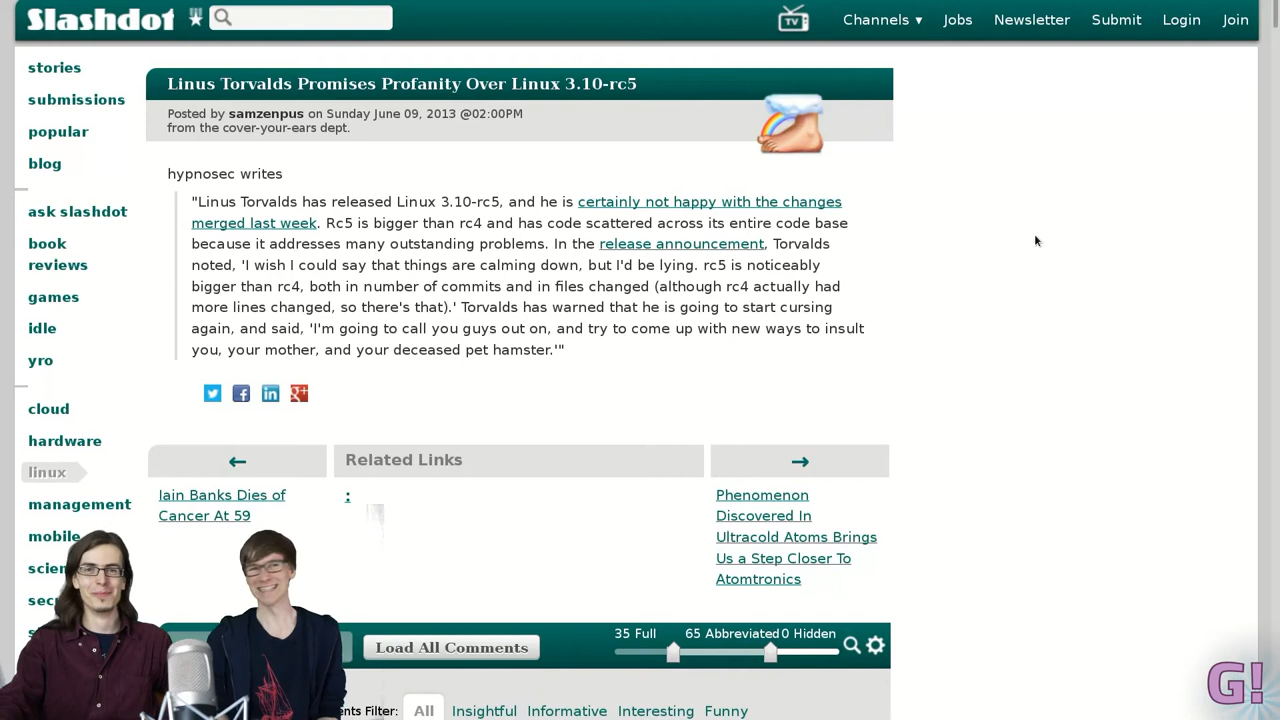 Slashdot
Channels ▾
Jobs
Newsletter
Submit
Login
Join
stories
submissions
popular
blog
ask slashdot
book
reviews
games
idle
yro
cloud
hardware
linux
management
mobile
Linus Torvalds Promises Profanity Over Linux 3.10-rc5
Posted by samzenpus on Sunday June 09, 2013 @02:00PM
from the cover-your-ears dept.
hypnosec writes
"Linus Torvalds has released Linux 3.10-rc5, and he is certainly not happy with the changes
merged last week. Rc5 is bigger than rc4 and has code scattered across its entire code base
because it addresses many outstanding problems. In the release announcement, Torvalds
noted, 'I wish I could say that things are calming down, but I'd be lying. rc5 is noticeably
bigger than rc4, both in number of commits and in files changed (although rc4 actually had
more lines changed, so there's that).' Torvalds has warned that he is going to start cursing
again, and said, 'I'm going to call you guys out on, and try to come up with new ways to insult
you, your mother, and your deceased pet hamster.'"
←
Related Links
→
Iain Banks Dies of
Cancer At 59
:
Phenomenon
Discovered In
Ultracold Atoms Brings
Us a Step Closer To
Atomtronics
Load All Comments
35 Full
65 Abbreviated
0 Hidden
ents Filter:
All
Insightful
Informative
Interesting
Funny
G!